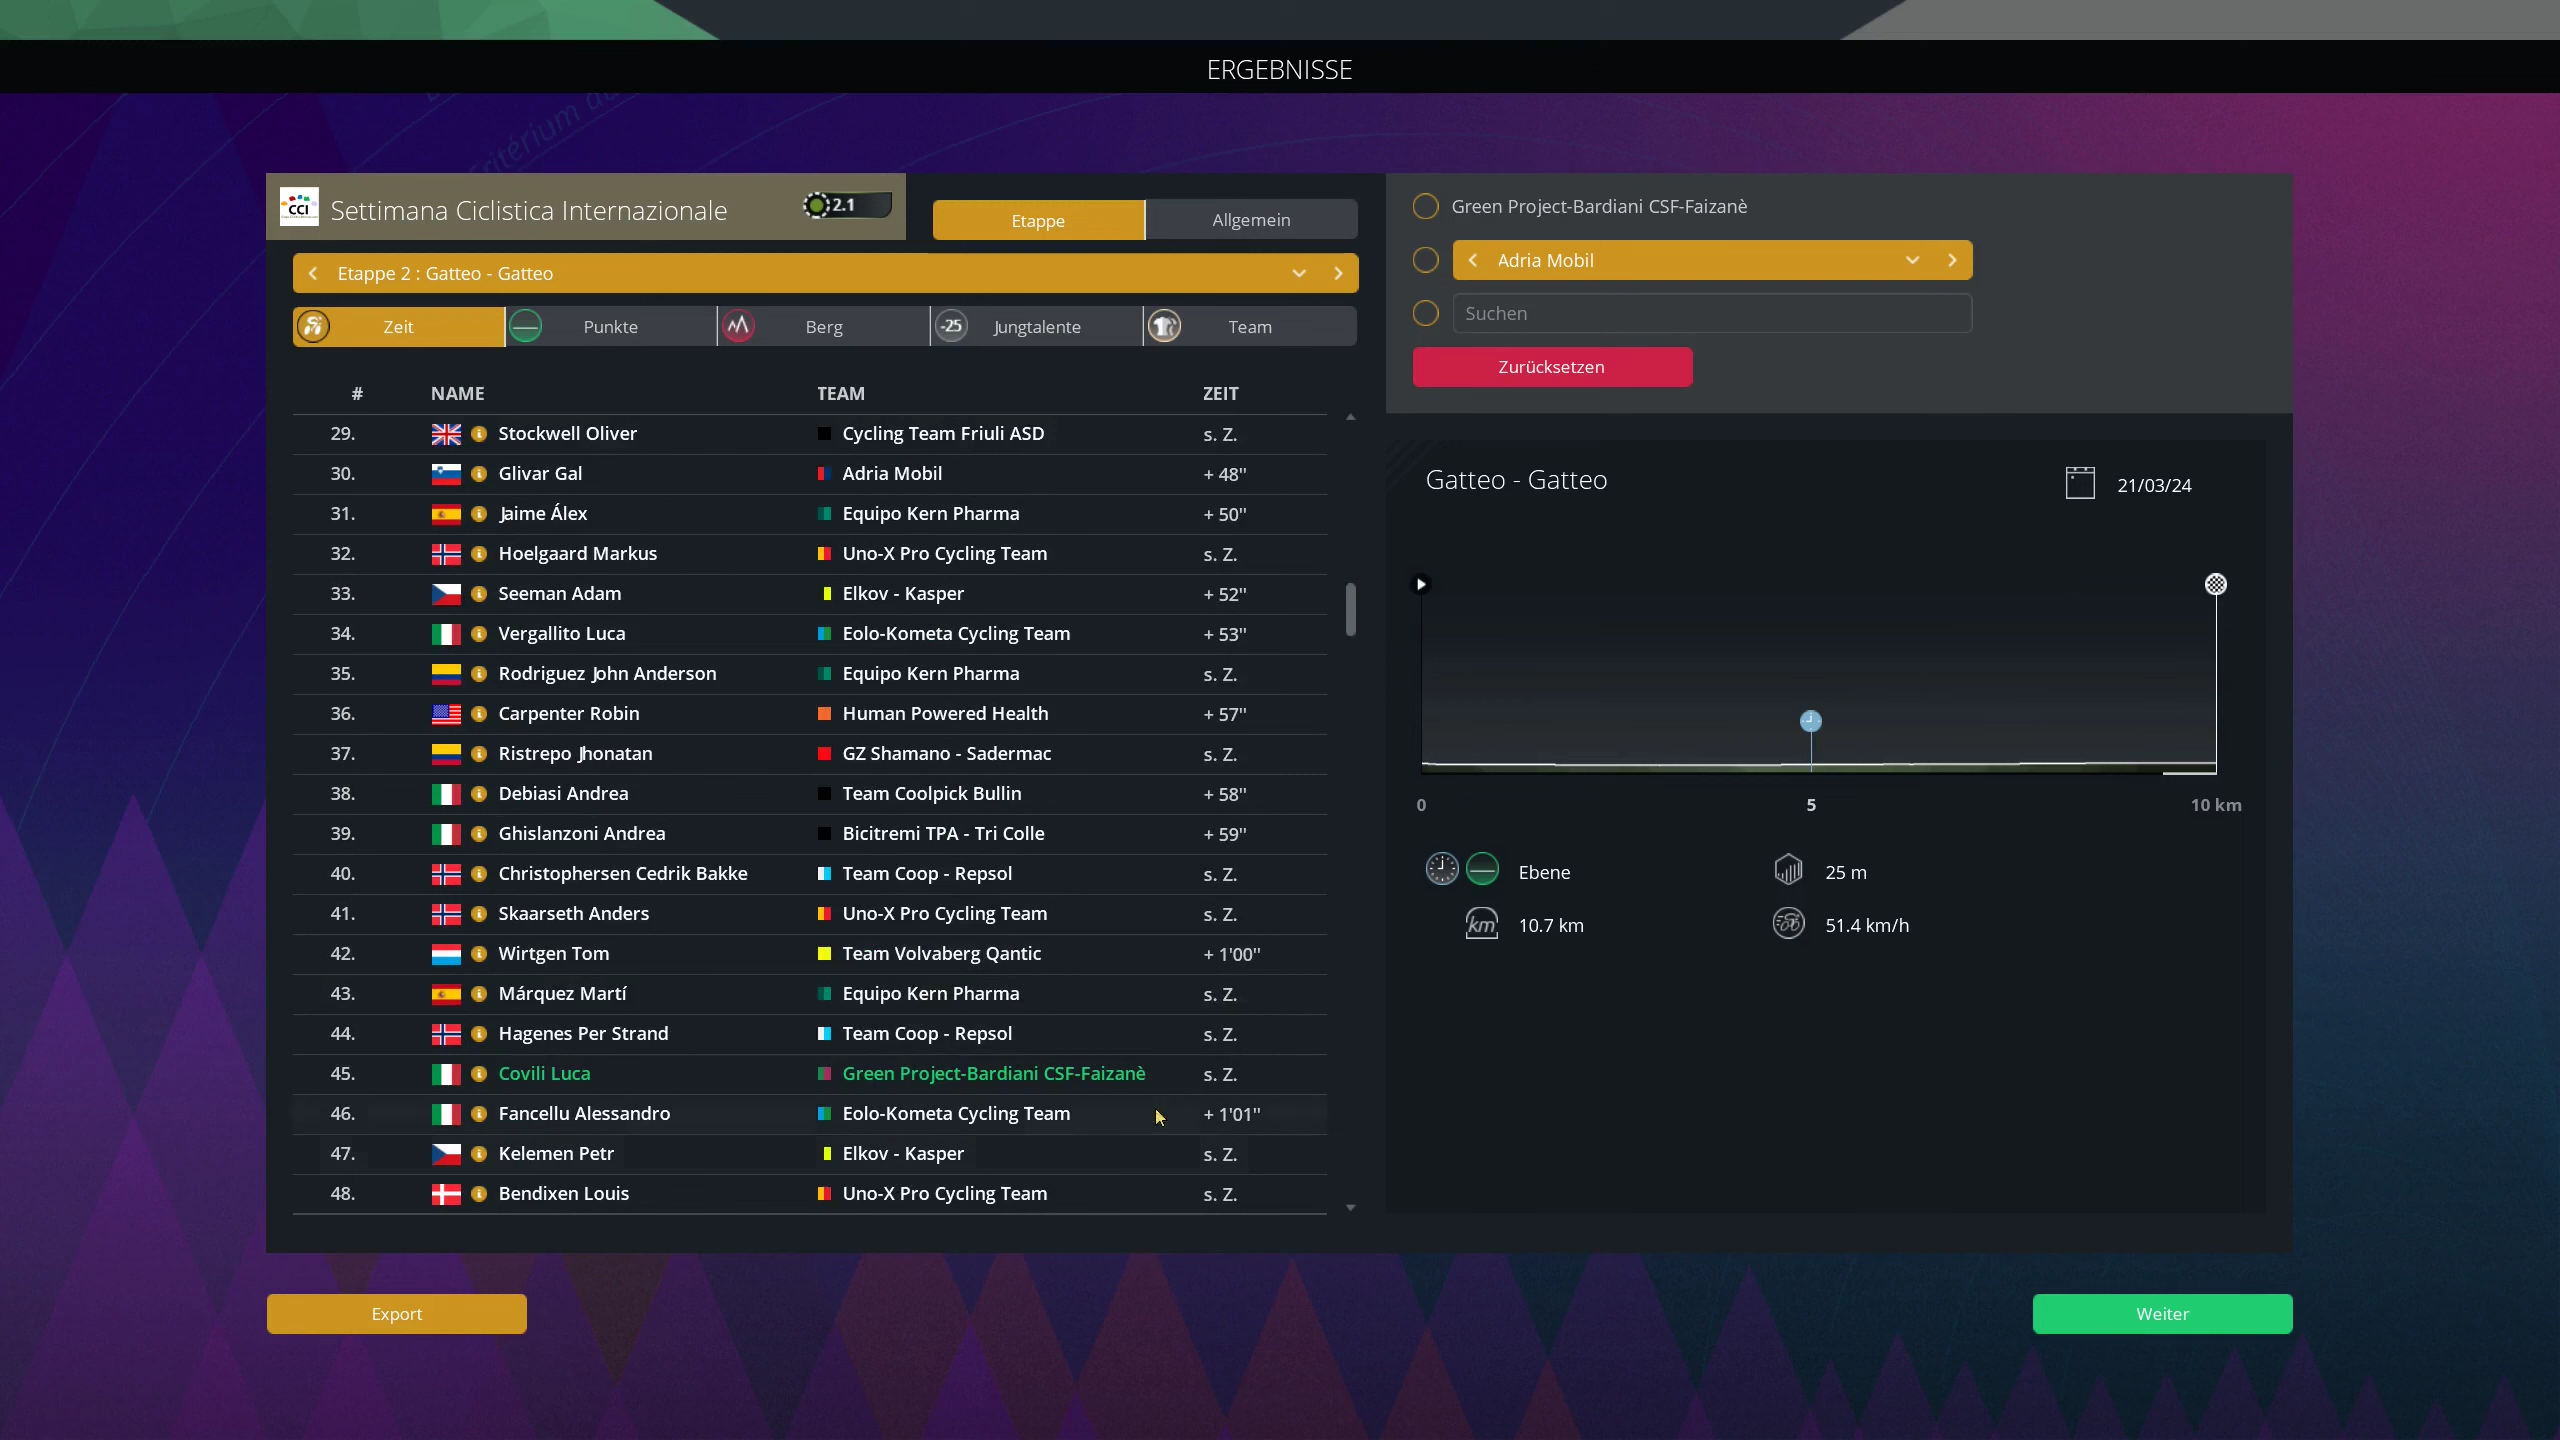 ERGEBNISSE
CCI Settimana Ciclistica Internazionale 2.1
Etappe Allgemein
Etappe 2 : Gatteo - Gatteo
Zeit Punkte Berg -25 Jungtalente Team
# NAME TEAM ZEIT
29. Stockwell Oliver Cycling Team Friuli ASD s. Z.
30. Glivar Gal Adria Mobil + 48''
31. Jaime Álex Equipo Kern Pharma + 50''
32. Hoelgaard Markus Uno-X Pro Cycling Team s. Z.
33. Seeman Adam Elkov - Kasper + 52''
34. Vergallito Luca Eolo-Kometa Cycling Team + 53''
35. Rodriguez John Anderson Equipo Kern Pharma s. Z.
36. Carpenter Robin Human Powered Health + 57''
37. Ristrepo Jhonatan GZ Shamano - Sadermac s. Z.
38. Debiasi Andrea Team Coolpick Bullin + 58''
39. Ghislanzoni Andrea Bicitremi TPA - Tri Colle + 59''
40. Christophersen Cedrik Bakke Team Coop - Repsol s. Z.
41. Skaarseth Anders Uno-X Pro Cycling Team s. Z.
42. Wirtgen Tom Team Volvaberg Qantic + 1'00''
43. Márquez Martí Equipo Kern Pharma s. Z.
44. Hagenes Per Strand Team Coop - Repsol s. Z.
45. Covili Luca Green Project-Bardiani CSF-Faizanè s. Z.
46. Fancellu Alessandro Eolo-Kometa Cycling Team + 1'01''
47. Kelemen Petr Elkov - Kasper s. Z.
48. Bendixen Louis Uno-X Pro Cycling Team s. Z.
Green Project-Bardiani CSF-Faizanè
Adria Mobil
Suchen
Zurücksetzen
Gatteo - Gatteo 21/03/24
0 5 10 km
Ebene 25 m
km 10.7 km 51.4 km/h
Export Weiter